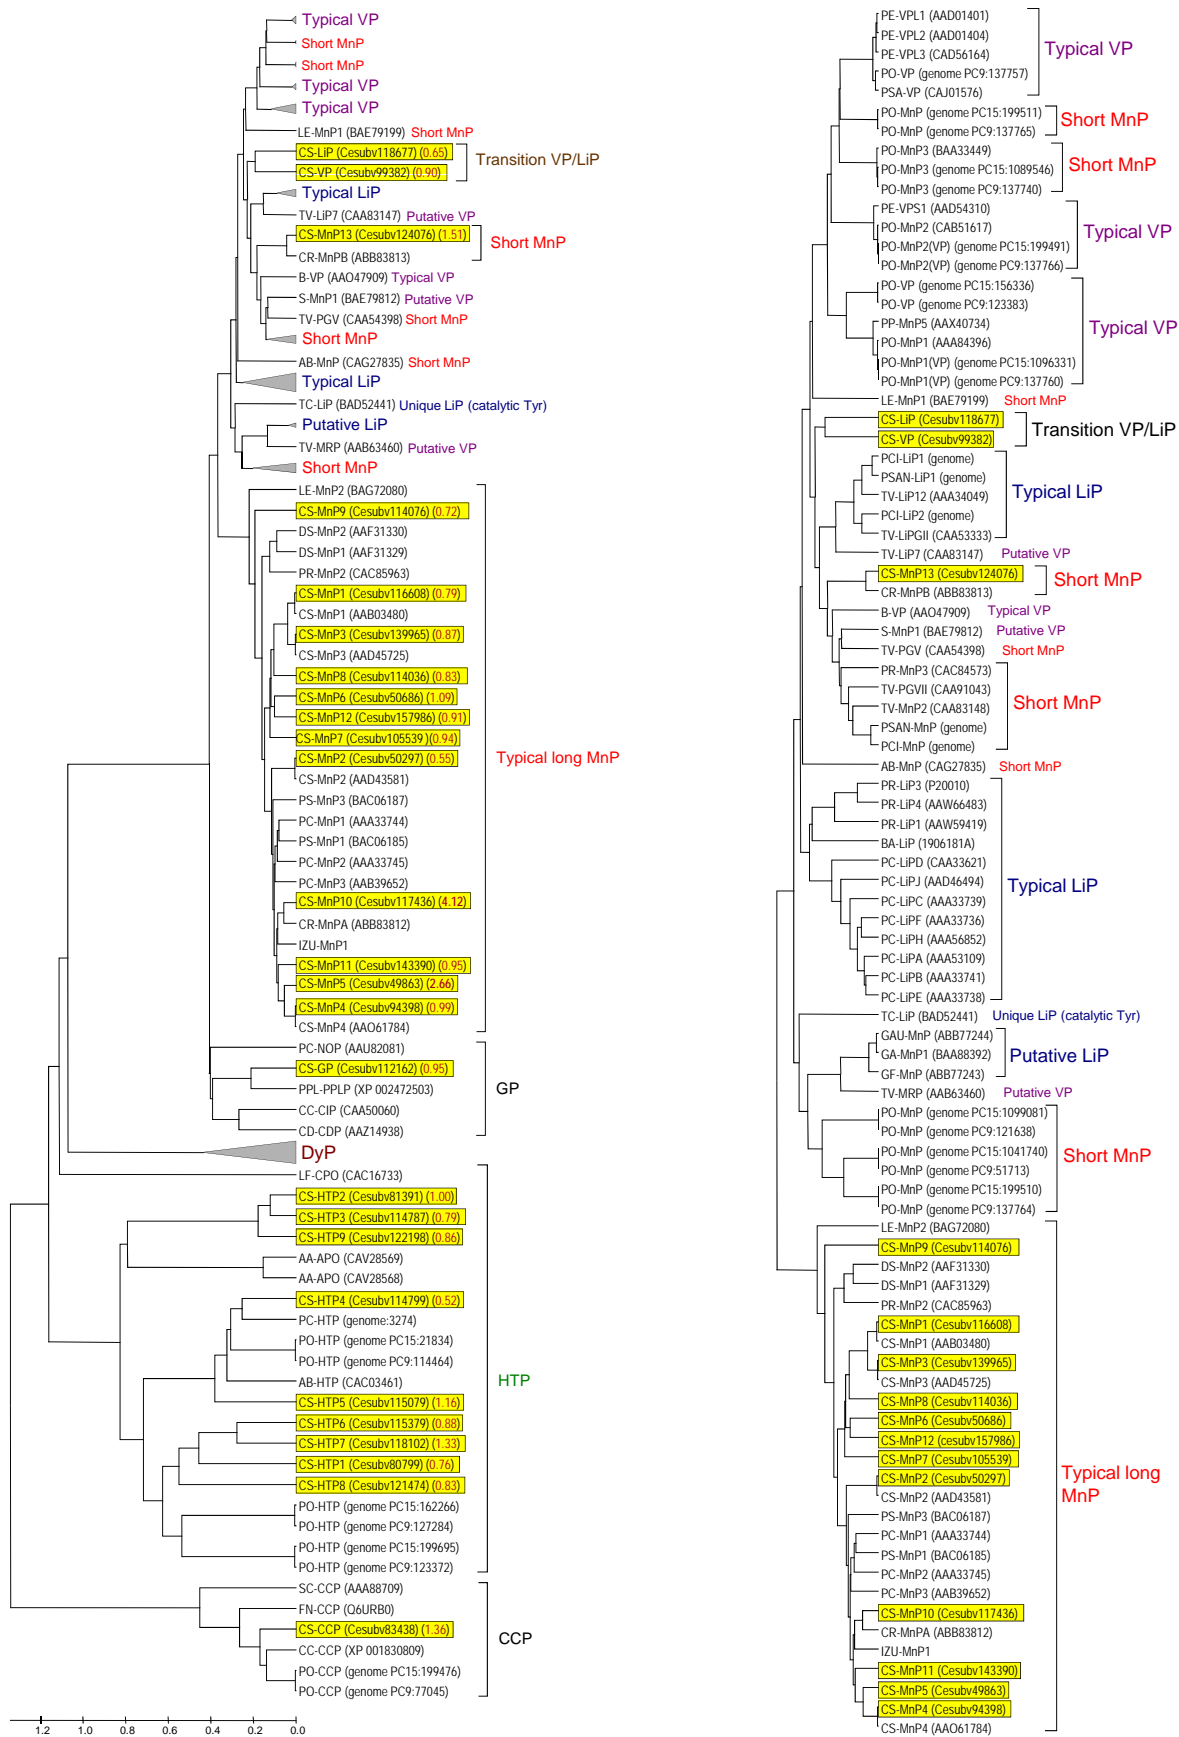 Typical VP
Short MnP
Short MnP
Typical VP
Typical VP
LE-MnP1 (BAE79199) Short MnP
CS-LiP (Cesubv118677) (0.65)
CS-VP (Cesubv99382) (0.90)
Transition VP/LiP
Typical LiP
TV-LiP7 (CAA83147) Putative VP
CS-MnP13 (Cesubv124076) (1.51)
CR-MnPB (ABB83813)
Short MnP
B-VP (AAO47909) Typical VP
S-MnP1 (BAE79812) Putative VP
TV-PGV (CAA54398) Short MnP
Short MnP
AB-MnP (CAG27835) Short MnP
Typical LiP
TC-LiP (BAD52441) Unique LiP (catalytic Tyr)
Putative LiP
TV-MRP (AAB63460) Putative VP
Short MnP
LE-MnP2 (BAG72080)
CS-MnP9 (Cesubv114076) (0.72)
DS-MnP2 (AAF31330)
DS-MnP1 (AAF31329)
PR-MnP2 (CAC85963)
CS-MnP1 (Cesubv116608) (0.79)
CS-MnP1 (AAB03480)
CS-MnP3 (Cesubv139965) (0.87)
CS-MnP3 (AAD45725)
CS-MnP8 (Cesubv114036) (0.83)
CS-MnP6 (Cesubv50686) (1.09)
CS-MnP12 (Cesubv157986) (0.91)
CS-MnP7 (Cesubv105539 )(0.94)
CS-MnP2 (Cesubv50297) (0.55)
Typical long MnP
CS-MnP2 (AAD43581)
PS-MnP3 (BAC06187)
PC-MnP1 (AAA33744)
PS-MnP1 (BAC06185)
PC-MnP2 (AAA33745)
PC-MnP3 (AAB39652)
CS-MnP10 (Cesubv117436) (4.12)
CR-MnPA (ABB83812)
IZU-MnP1
CS-MnP11 (Cesubv143390) (0.95)
CS-MnP5 (Cesubv49863) (2.66)
CS-MnP4 (Cesubv94398) (0.99)
CS-MnP4 (AAO61784)
PC-NOP (AAU82081)
CS-GP (Cesubv112162) (0.95)
PPL-PPLP (XP 002472503)
GP
CC-CIP (CAA50060)
CD-CDP (AAZ14938)
DyP
LF-CPO (CAC16733)
CS-HTP2 (Cesubv81391) (1.00)
CS-HTP3 (Cesubv114787) (0.79)
CS-HTP9 (Cesubv122198) (0.86)
AA-APO (CAV28569)
AA-APO (CAV28568)
CS-HTP4 (Cesubv114799) (0.52)
PC-HTP (genome:3274)
PO-HTP (genome PC15:21834)
PO-HTP (genome PC9:114464)
AB-HTP (CAC03461)
HTP
CS-HTP5 (Cesubv115079) (1.16)
CS-HTP6 (Cesubv115379) (0.88)
CS-HTP7 (Cesubv118102) (1.33)
CS-HTP1 (Cesubv80799) (0.76)
CS-HTP8 (Cesubv121474) (0.83)
PO-HTP (genome PC15:162266)
PO-HTP (genome PC9:127284)
PO-HTP (genome PC15:199695)
PO-HTP (genome PC9:123372)
SC-CCP (AAA88709)
FN-CCP (Q6URB0)
CS-CCP (Cesubv83438) (1.36)
CCP
CC-CCP (XP 001830809)
PO-CCP (genome PC15:199476)
PO-CCP (genome PC9:77045)
1.2 1.0 0.8 0.6 0.4 0.2 0.0
PE-VPL1 (AAD01401)
PE-VPL2 (AAD01404)
PE-VPL3 (CAD56164)
Typical VP
PO-VP (genome PC9:137757)
PSA-VP (CAJ01576)
PO-MnP (genome PC15:199511)
PO-MnP (genome PC9:137765)
Short MnP
PO-MnP3 (BAA33449)
PO-MnP3 (genome PC15:1089546)
PO-MnP3 (genome PC9:137740)
Short MnP
PE-VPS1 (AAD54310)
PO-MnP2 (CAB51617)
PO-MnP2(VP) (genome PC15:199491)
PO-MnP2(VP) (genome PC9:137766)
Typical VP
PO-VP (genome PC15:156336)
PO-VP (genome PC9:123383)
PP-MnP5 (AAX40734)
Typical VP
PO-MnP1 (AAA84396)
PO-MnP1(VP) (genome PC15:1096331)
PO-MnP1(VP) (genome PC9:137760)
LE-MnP1 (BAE79199) Short MnP
CS-LiP (Cesubv118677)
CS-VP (Cesubv99382)
Transition VP/LiP
PCI-LiP1 (genome)
PSAN-LiP1 (genome)
TV-LiP12 (AAA34049)
Typical LiP
PCI-LiP2 (genome)
TV-LiPGII (CAA53333)
TV-LiP7 (CAA83147) Putative VP
CS-MnP13 (Cesubv124076)
CR-MnPB (ABB83813)
Short MnP
B-VP (AAO47909) Typical VP
S-MnP1 (BAE79812) Putative VP
TV-PGV (CAA54398) Short MnP
PR-MnP3 (CAC84573)
TV-PGVII (CAA91043)
TV-MnP2 (CAA83148)
Short MnP
PSAN-MnP (genome)
PCI-MnP (genome)
AB-MnP (CAG27835) Short MnP
PR-LiP3 (P20010)
PR-LiP4 (AAW66483)
PR-LiP1 (AAW59419)
BA-LiP (1906181A)
PC-LiPD (CAA33621)
PC-LiPJ (AAD46494)
Typical LiP
PC-LiPC (AAA33739)
PC-LiPF (AAA33736)
PC-LiPH (AAA56852)
PC-LiPA (AAA53109)
PC-LiPB (AAA33741)
PC-LiPE (AAA33738)
TC-LiP (BAD52441) Unique LiP (catalytic Tyr)
GAU-MnP (ABB77244)
GA-MnP1 (BAA88392)
Putative LiP
GF-MnP (ABB77243)
TV-MRP (AAB63460) Putative VP
PO-MnP (genome PC15:1099081)
PO-MnP (genome PC9:121638)
PO-MnP (genome PC15:1041740)
Short MnP
PO-MnP (genome PC9:51713)
PO-MnP (genome PC15:199510)
PO-MnP (genome PC9:137764)
LE-MnP2 (BAG72080)
CS-MnP9 (Cesubv114076)
DS-MnP2 (AAF31330)
DS-MnP1 (AAF31329)
PR-MnP2 (CAC85963)
CS-MnP1 (Cesubv116608)
CS-MnP1 (AAB03480)
CS-MnP3 (Cesubv139965)
CS-MnP3 (AAD45725)
CS-MnP8 (Cesubv114036)
CS-MnP6 (Cesubv50686)
CS-MnP12 (cesubv157986)
CS-MnP7 (Cesubv105539)
CS-MnP2 (Cesubv50297)
Typical long
MnP
CS-MnP2 (AAD43581)
PS-MnP3 (BAC06187)
PC-MnP1 (AAA33744)
PS-MnP1 (BAC06185)
PC-MnP2 (AAA33745)
PC-MnP3 (AAB39652)
CS-MnP10 (Cesubv117436)
CR-MnPA (ABB83812)
IZU-MnP1
CS-MnP11 (Cesubv143390)
CS-MnP5 (Cesubv49863)
CS-MnP4 (Cesubv94398)
CS-MnP4 (AAO61784)